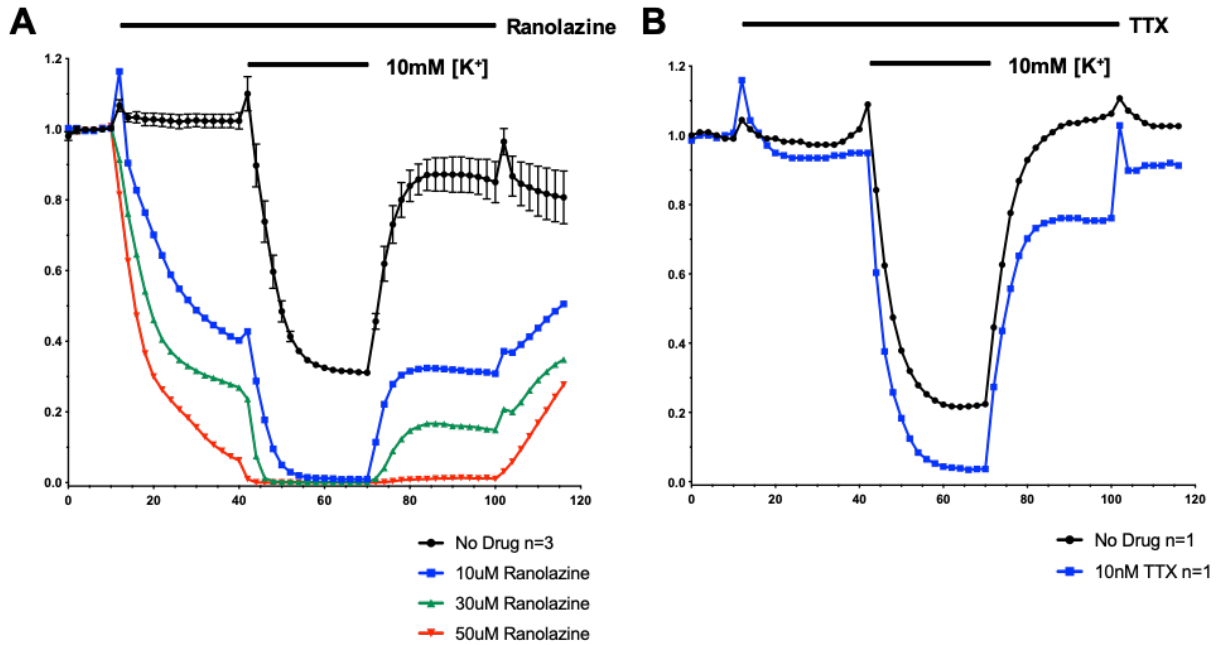 A
Ranolazine
10mM [K+]
1.2
1.0
0.8
0.6
0.4
0.2
0.0
0 20 40 60 80 100 120
No Drug n=3
10uM Ranolazine
30uM Ranolazine
50uM Ranolazine
B
TTX
10mM [K+]
1.2
1.0
0.8
0.6
0.4
0.2
0.0
0 20 40 60 80 100 120
No Drug n=1
10nM TTX n=1